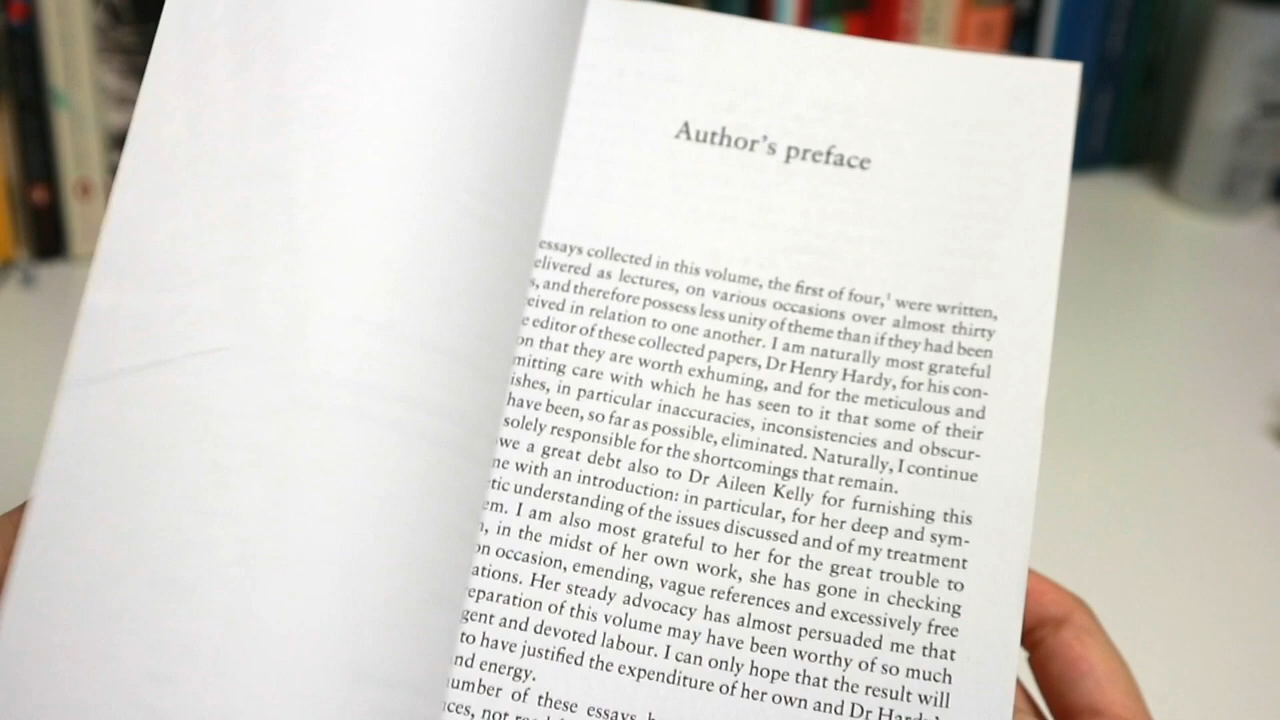 Author's preface
essays collected in this volume, the first of four,¹ were written,
elivered as lectures, on various occasions over almost thirty
s, and therefore possess less unity of theme than if they had been
eived in relation to one another. I am naturally most grateful
e editor of these collected papers, Dr Henry Hardy, for his con-
on that they are worth exhuming, and for the meticulous and
mitting care with which he has seen to it that some of their
ishes, in particular inaccuracies, inconsistencies and obscur-
have been, so far as possible, eliminated. Naturally, I continue
solely responsible for the shortcomings that remain.
owe a great debt also to Dr Aileen Kelly for furnishing this
ne with an introduction: in particular, for her deep and sym-
tic understanding of the issues discussed and of my treatment
em. I am also most grateful to her for the great trouble to
h, in the midst of her own work, she has gone in checking
on occasion, emending, vague references and excessively free
ations. Her steady advocacy has almost persuaded me that
eparation of this volume may have been worthy of so much
gent and devoted labour. I can only hope that the result will
to have justified the expenditure of her own and Dr Hardy's
nd energy.
umber of these essays
ces, not